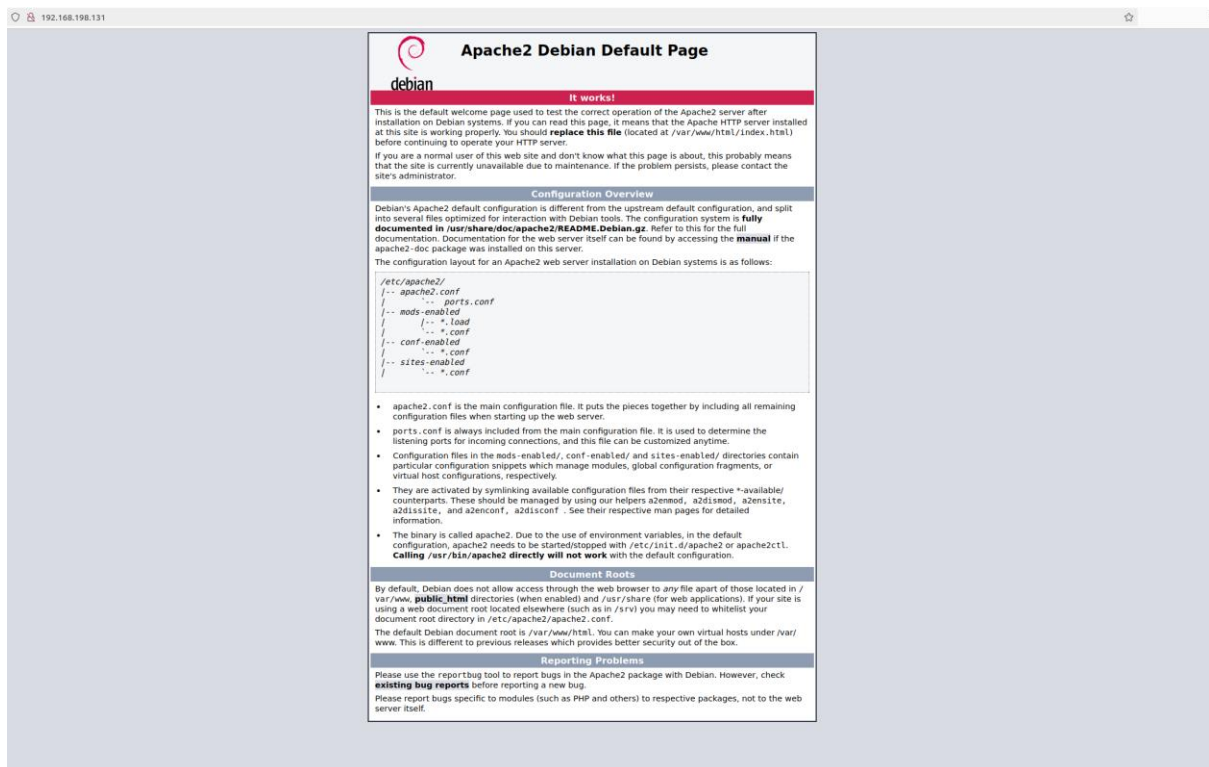 192.168.198.131
Apache2 Debian Default Page
debian
It works!
This is the default welcome page used to test the correct operation of the Apache2 server after
installation on Debian systems. If you can read this page, it means that the Apache HTTP server installed
at this site is working properly. You should replace this file (located at /var/www/html/index.html)
before continuing to operate your HTTP server.
If you are a normal user of this web site and don't know what this page is about, this probably means
that the site is currently unavailable due to maintenance. If the problem persists, please contact the
site's administrator.
Configuration Overview
Debian's Apache2 default configuration is different from the upstream default configuration, and split
into several files optimized for interaction with Debian tools. The configuration system is fully
documented in /usr/share/doc/apache2/README.Debian.gz. Refer to this for the full
documentation. Documentation for the web server itself can be found by accessing the manual if the
apache2-doc package was installed on this server.
The configuration layout for an Apache2 web server installation on Debian systems is as follows:
/etc/apache2/
|-- apache2.conf
|       `--  ports.conf
|-- mods-enabled
|       |-- *.load
|       `-- *.conf
|-- conf-enabled
|       `-- *.conf
|-- sites-enabled
|       `-- *.conf
• apache2.conf is the main configuration file. It puts the pieces together by including all remaining
configuration files when starting up the web server.
• ports.conf is always included from the main configuration file. It is used to determine the
listening ports for incoming connections, and this file can be customized anytime.
• Configuration files in the mods-enabled/, conf-enabled/ and sites-enabled/ directories contain
particular configuration snippets which manage modules, global configuration fragments, or
virtual host configurations, respectively.
• They are activated by symlinking available configuration files from their respective *-available/
counterparts. These should be managed by using our helpers a2enmod, a2dismod, a2ensite,
a2dissite, and a2enconf, a2disconf . See their respective man pages for detailed
information.
• The binary is called apache2. Due to the use of environment variables, in the default
configuration, apache2 needs to be started/stopped with /etc/init.d/apache2 or apache2ctl.
Calling /usr/bin/apache2 directly will not work with the default configuration.
Document Roots
By default, Debian does not allow access through the web browser to any file apart of those located in /
var/www, public_html directories (when enabled) and /usr/share (for web applications). If your site is
using a web document root located elsewhere (such as in /srv) you may need to whitelist your
document root directory in /etc/apache2/apache2.conf.
The default Debian document root is /var/www/html. You can make your own virtual hosts under /var/
www. This is different to previous releases which provides better security out of the box.
Reporting Problems
Please use the reportbug tool to report bugs in the Apache2 package with Debian. However, check
existing bug reports before reporting a new bug.
Please report bugs specific to modules (such as PHP and others) to respective packages, not to the web
server itself.